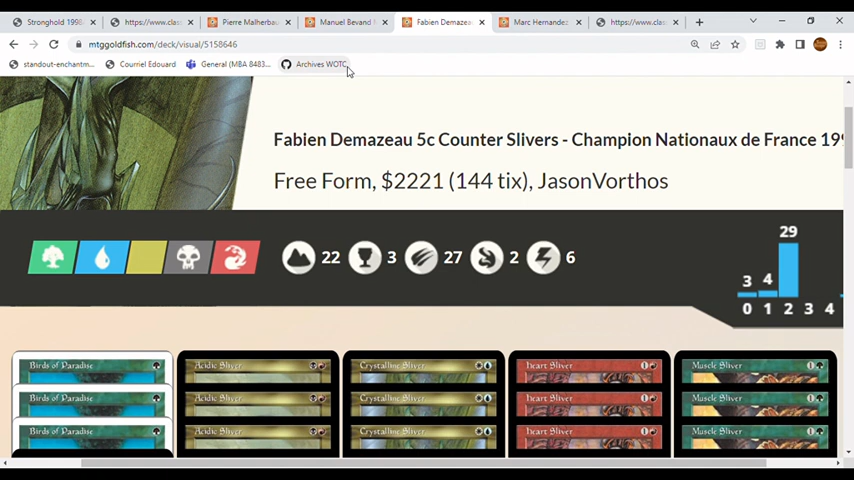 Stronghold 1998
https://www.clas
Pierre Malherbau
Manuel Bevand
Fabien Demazea
Marc Hernandez
https://www.clas
mtggoldfish.com/deck/visual/5158646
standout-enchantm...
Courriel Edouard
General (MBA 8483...
Archives WOTC
Fabien Demazeau 5c Counter Slivers - Champion Nationaux de France 199
Free Form, $2221 (144 tix), JasonVorthos
22 3 27 2 6
29
3 4
0 1 2 3 4
Birds of Paradise Acidic Sliver Crystalline Sliver Heart Sliver Muscle Sliver
Birds of Paradise Acidic Sliver Crystalline Sliver Heart Sliver Muscle Sliver
Birds of Paradise Acidic Sliver Crystalline Sliver Heart Sliver Muscle Sliver